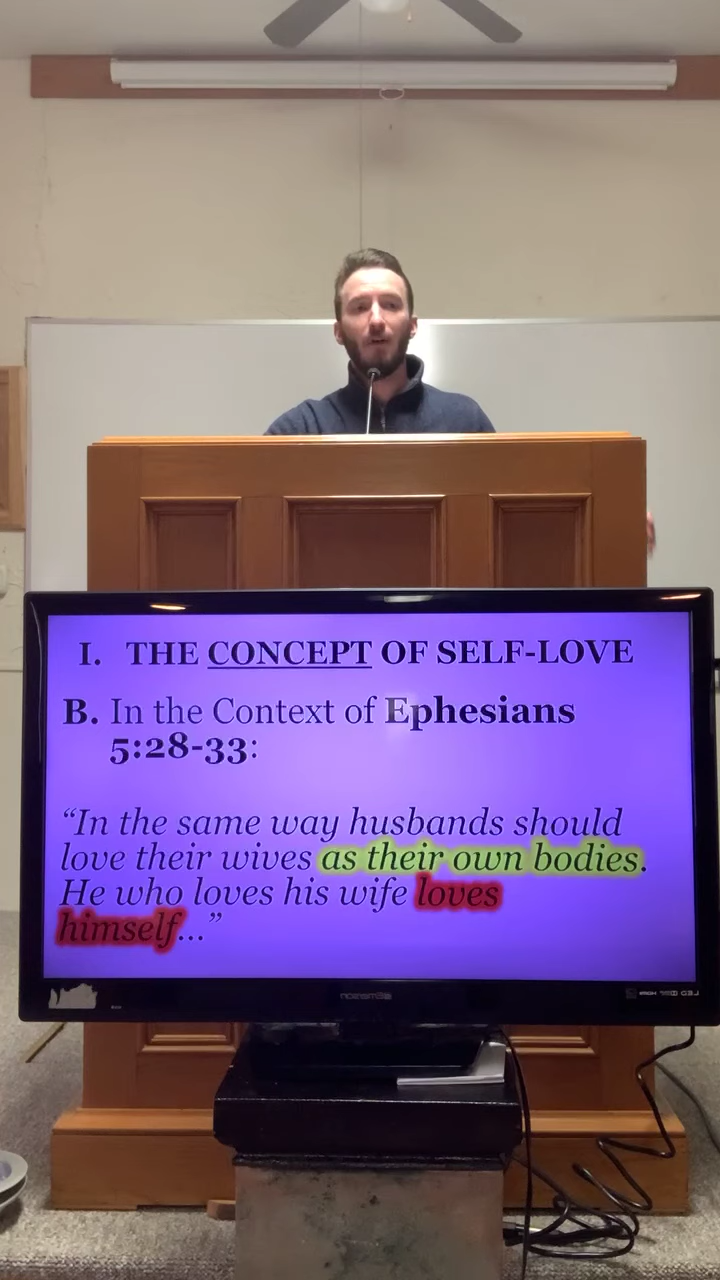 I. THE CONCEPT OF SELF-LOVE
B. In the Context of Ephesians
5:28-33:
“In the same way husbands should
love their wives as their own bodies.
He who loves his wife loves
himself...”